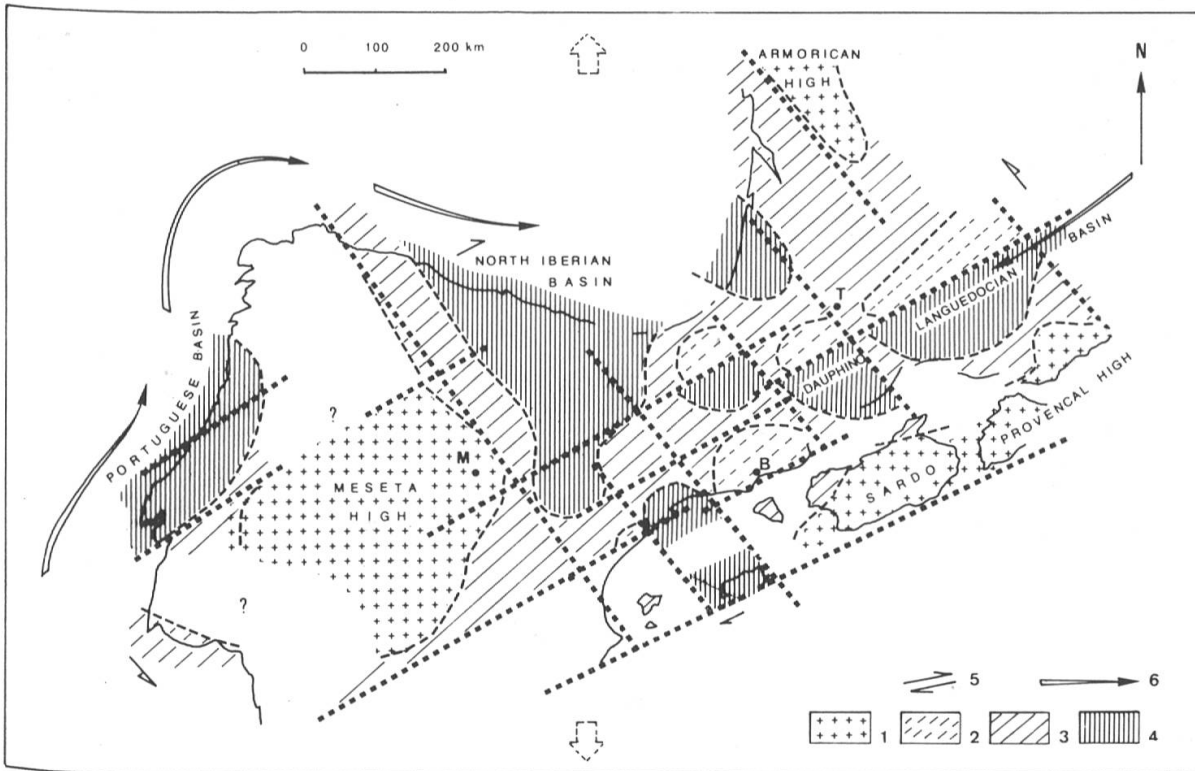 0 100 200 km
ARMORICAN
HIGH
N
NORTH IBERIAN
BASIN
BASIN
LANGUEDOCIAN
T
DAUPHINO
PORTUGUESE BASIN
?
M
MESETA
HIGH
B
SARDO
PROVENCAL HIGH
?
5
6
1
2
3
4